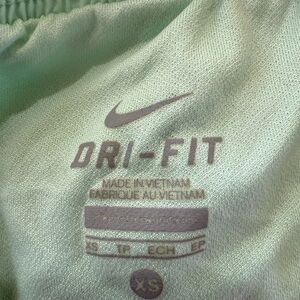 DRI-FIT
MADE IN VIETNAM
FABRIQUE AU VIETNAM
XS TP ECH EP
XS